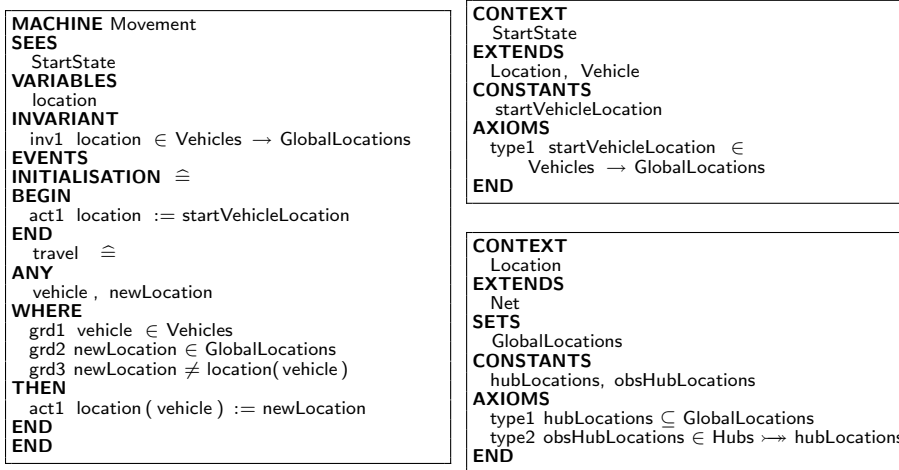 MACHINE Movement
SEES
StartState
VARIABLES
location
INVARIANT
inv1 location ∈ Vehicles → GlobalLocations
EVENTS
INITIALISATION ≙
BEGIN
act1 location := startVehicleLocation
END
travel ≙
ANY
vehicle , newLocation
WHERE
grd1 vehicle ∈ Vehicles
grd2 newLocation ∈ GlobalLocations
grd3 newLocation ≠ location( vehicle )
THEN
act1 location ( vehicle ) := newLocation
END
END
CONTEXT
StartState
EXTENDS
Location, Vehicle
CONSTANTS
startVehicleLocation
AXIOMS
type1 startVehicleLocation ∈
Vehicles → GlobalLocations
END
CONTEXT
Location
EXTENDS
Net
SETS
GlobalLocations
CONSTANTS
hubLocations, obsHubLocations
AXIOMS
type1 hubLocations ⊆ GlobalLocations
type2 obsHubLocations ∈ Hubs ⤖ hubLocations
END